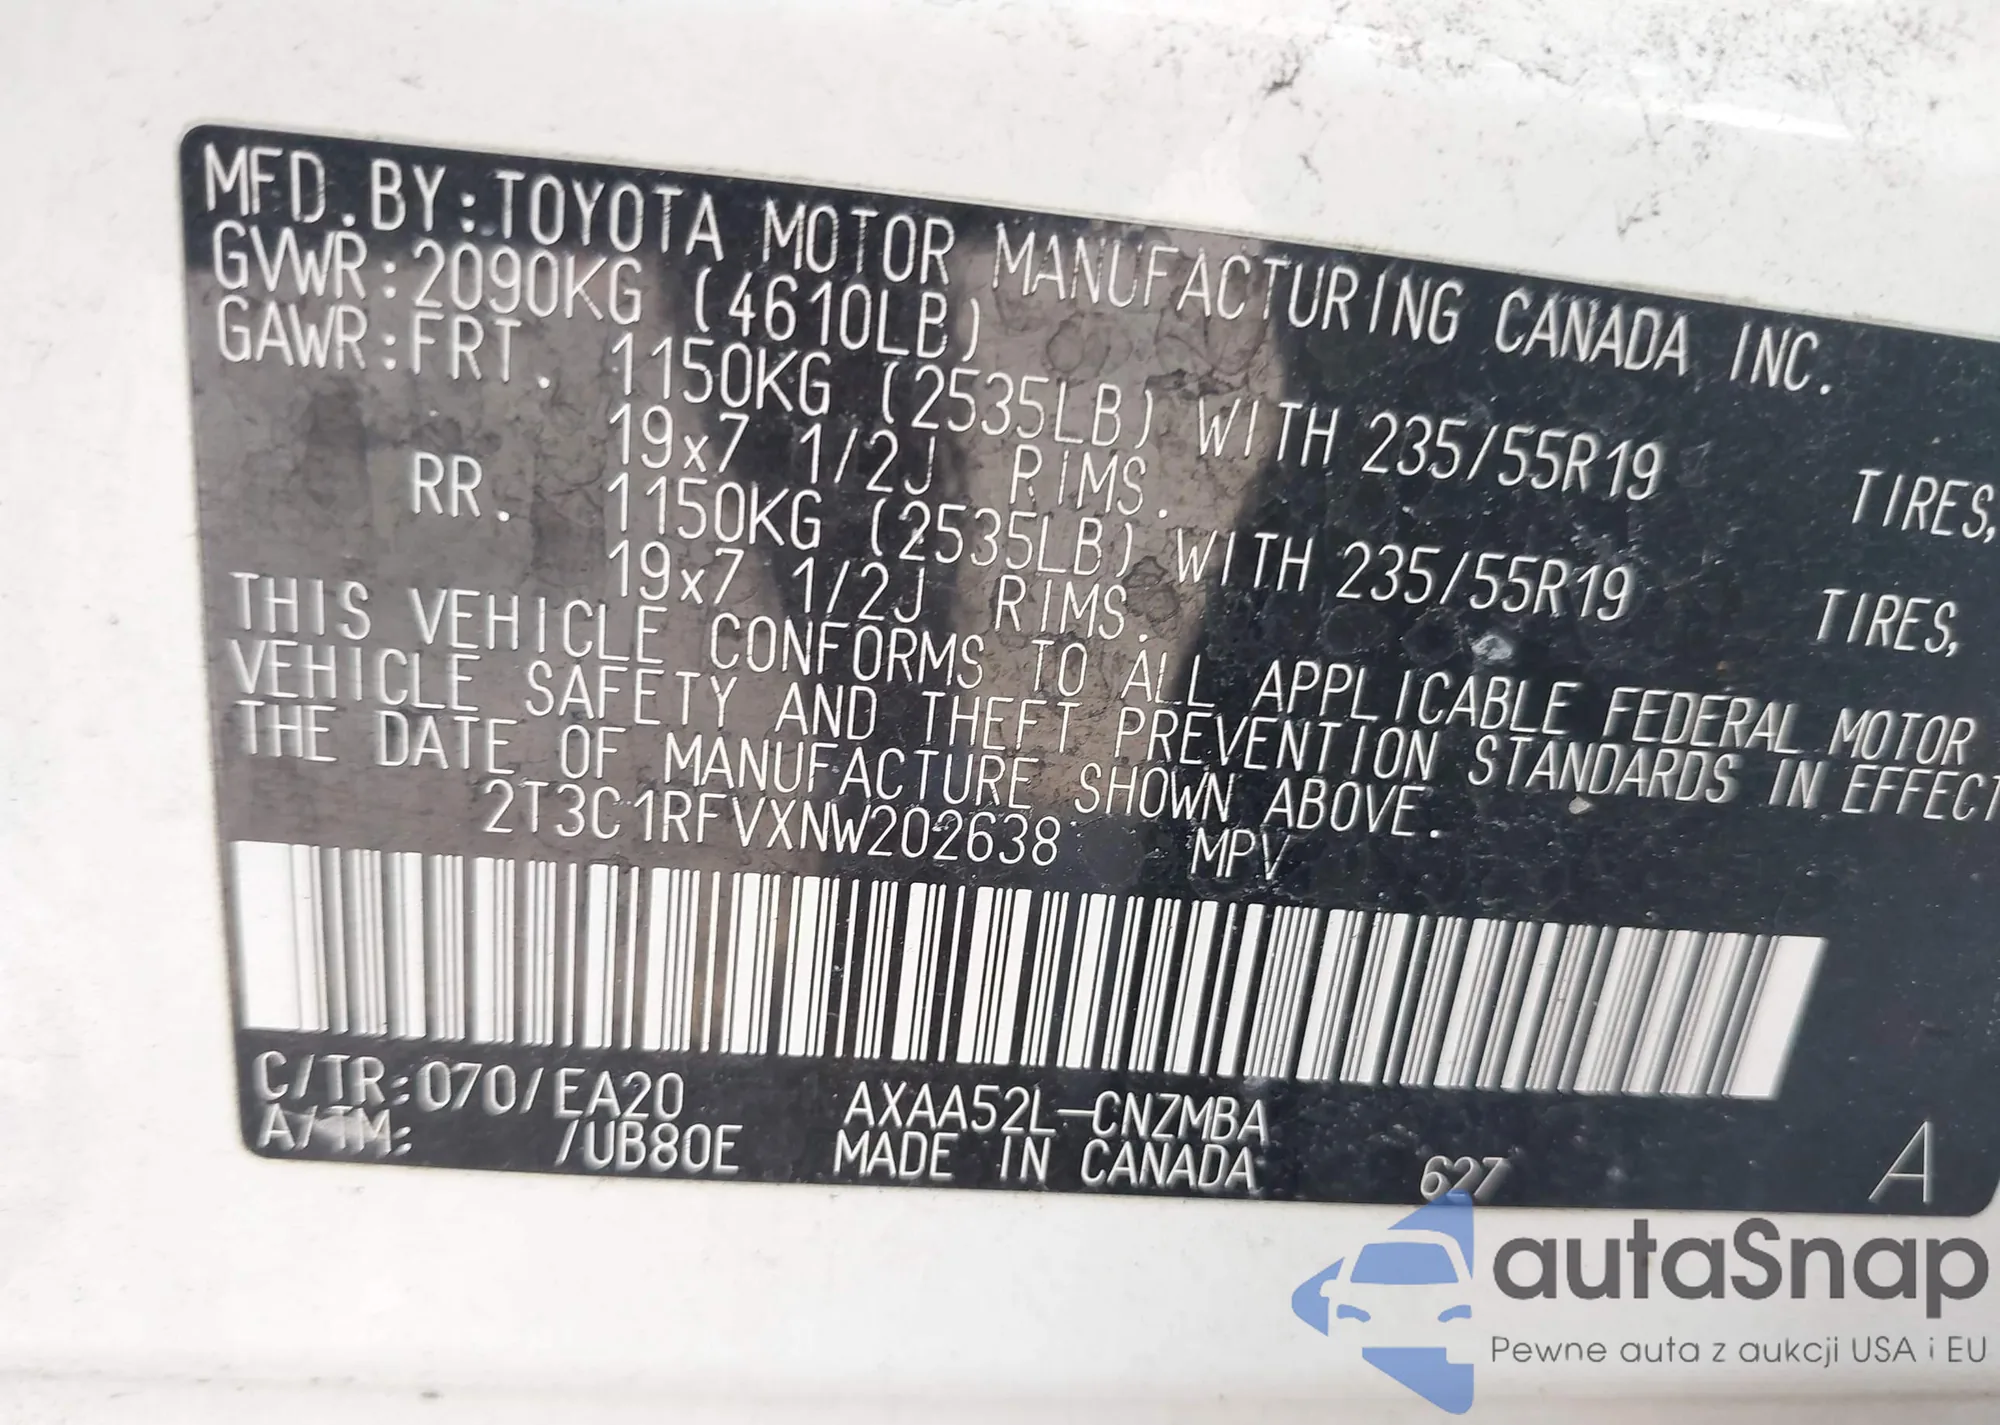 MFD.BY:TOYOTA MOTOR MANUFACTURING CANADA INC.
GVWR:2090KG (4610LB)
GAWR:FRT. 1150KG (2535LB) WITH 235/55R19 TIRES,
19x7 1/2J RIMS.
RR. 1150KG (2535LB) WITH 235/55R19 TIRES,
19x7 1/2J RIMS.
THIS VEHICLE CONFORMS TO ALL APPLICABLE FEDERAL MOTOR
VEHICLE SAFETY AND THEFT PREVENTION STANDARDS IN EFFECT
THE DATE OF MANUFACTURE SHOWN ABOVE.
2T3C1RFVXNW202638 MPV
C/TR:070/EA20 AXAA52L-CNZMBA
A/TM: /UB80E MADE IN CANADA 627 A
autaSnap
Pewne auta z aukcji USA i EU